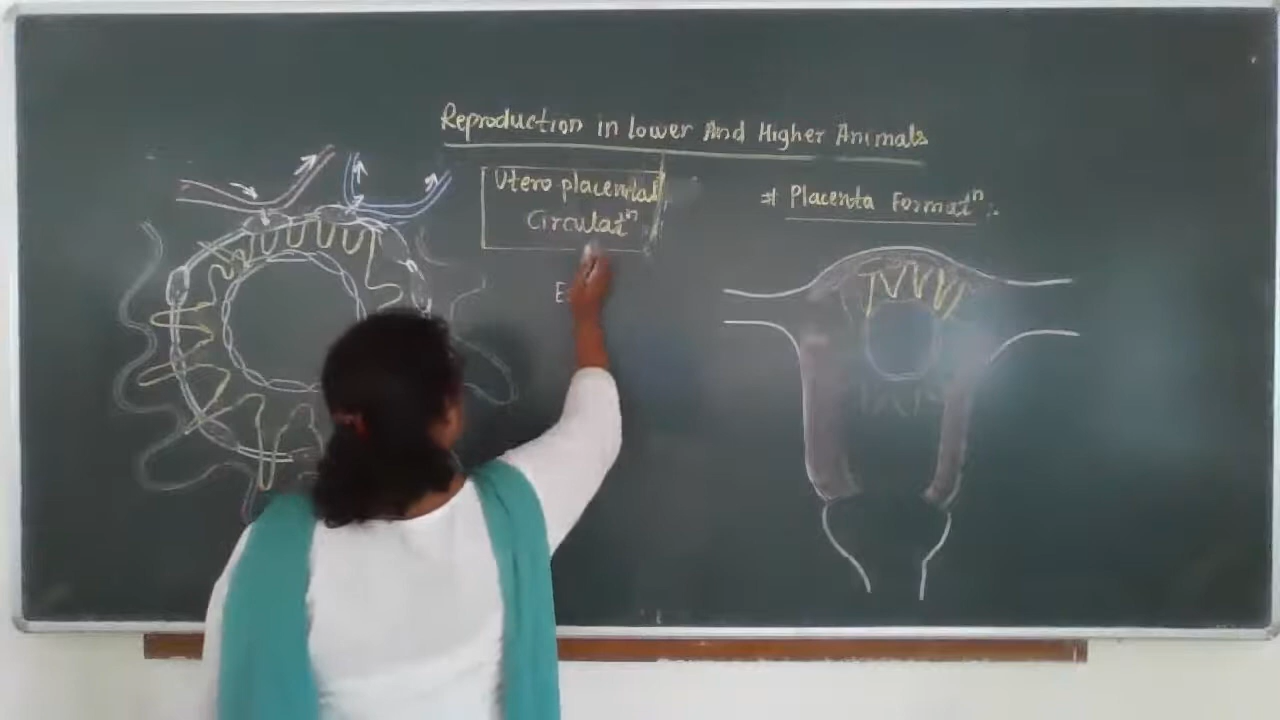 Reproduction in Lower And Higher Animals
Utero placental
Circulatⁿ
⇒ Placenta Formatⁿ :-
E